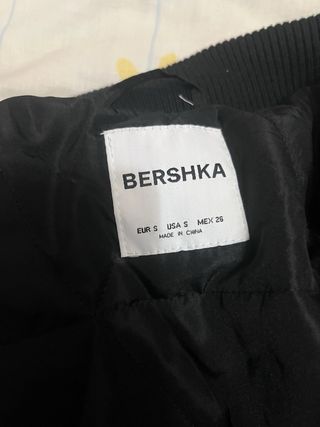 BERSHKA
EUR S USA S MEX 26
MADE IN CHINA